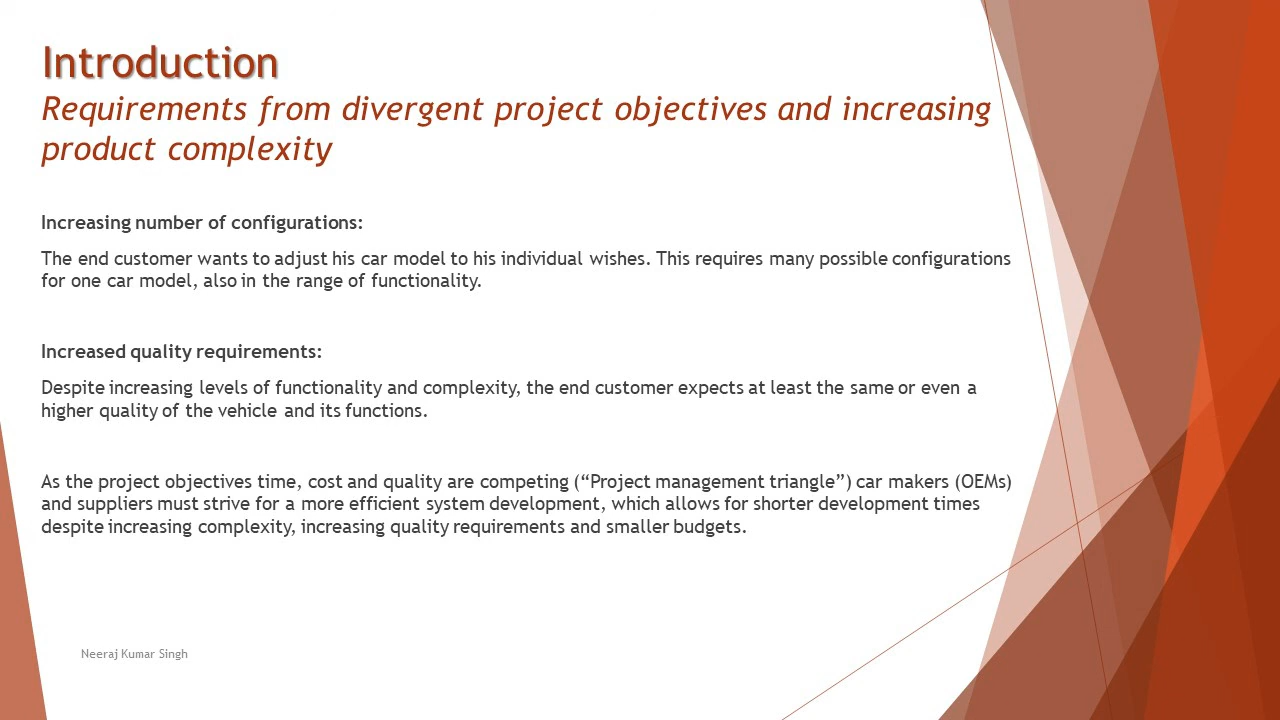 Introduction
Requirements from divergent project objectives and increasing
product complexity
Increasing number of configurations:
The end customer wants to adjust his car model to his individual wishes. This requires many possible configurations
for one car model, also in the range of functionality.
Increased quality requirements:
Despite increasing levels of functionality and complexity, the end customer expects at least the same or even a
higher quality of the vehicle and its functions.
As the project objectives time, cost and quality are competing (“Project management triangle”) car makers (OEMs)
and suppliers must strive for a more efficient system development, which allows for shorter development times
despite increasing complexity, increasing quality requirements and smaller budgets.
Neeraj Kumar Singh